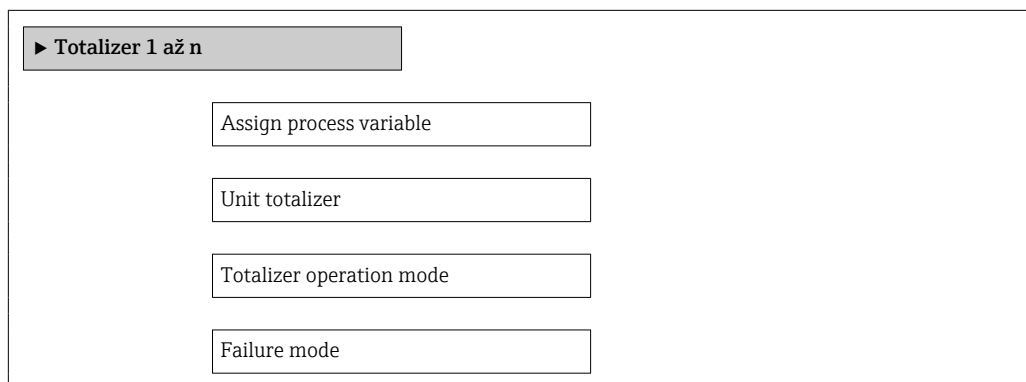 ▶ Totalizer 1 až n
Assign process variable
Unit totalizer
Totalizer operation mode
Failure mode